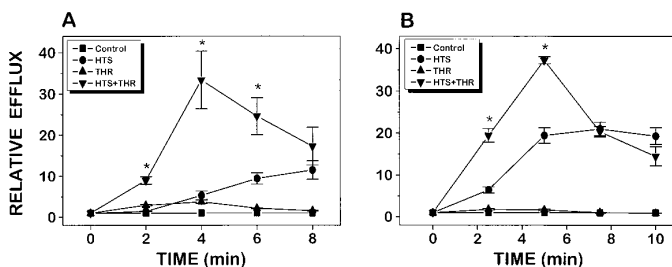 A
RELATIVE EFFLUX
40
30
20
10
0
Control
HTS
THR
HTS+THR
*
*
*
0
2
4
6
8
TIME (min)
B
40
30
20
10
0
Control
HTS
THR
HTS+THR
*
*
0
2
4
6
8
10
TIME (min)